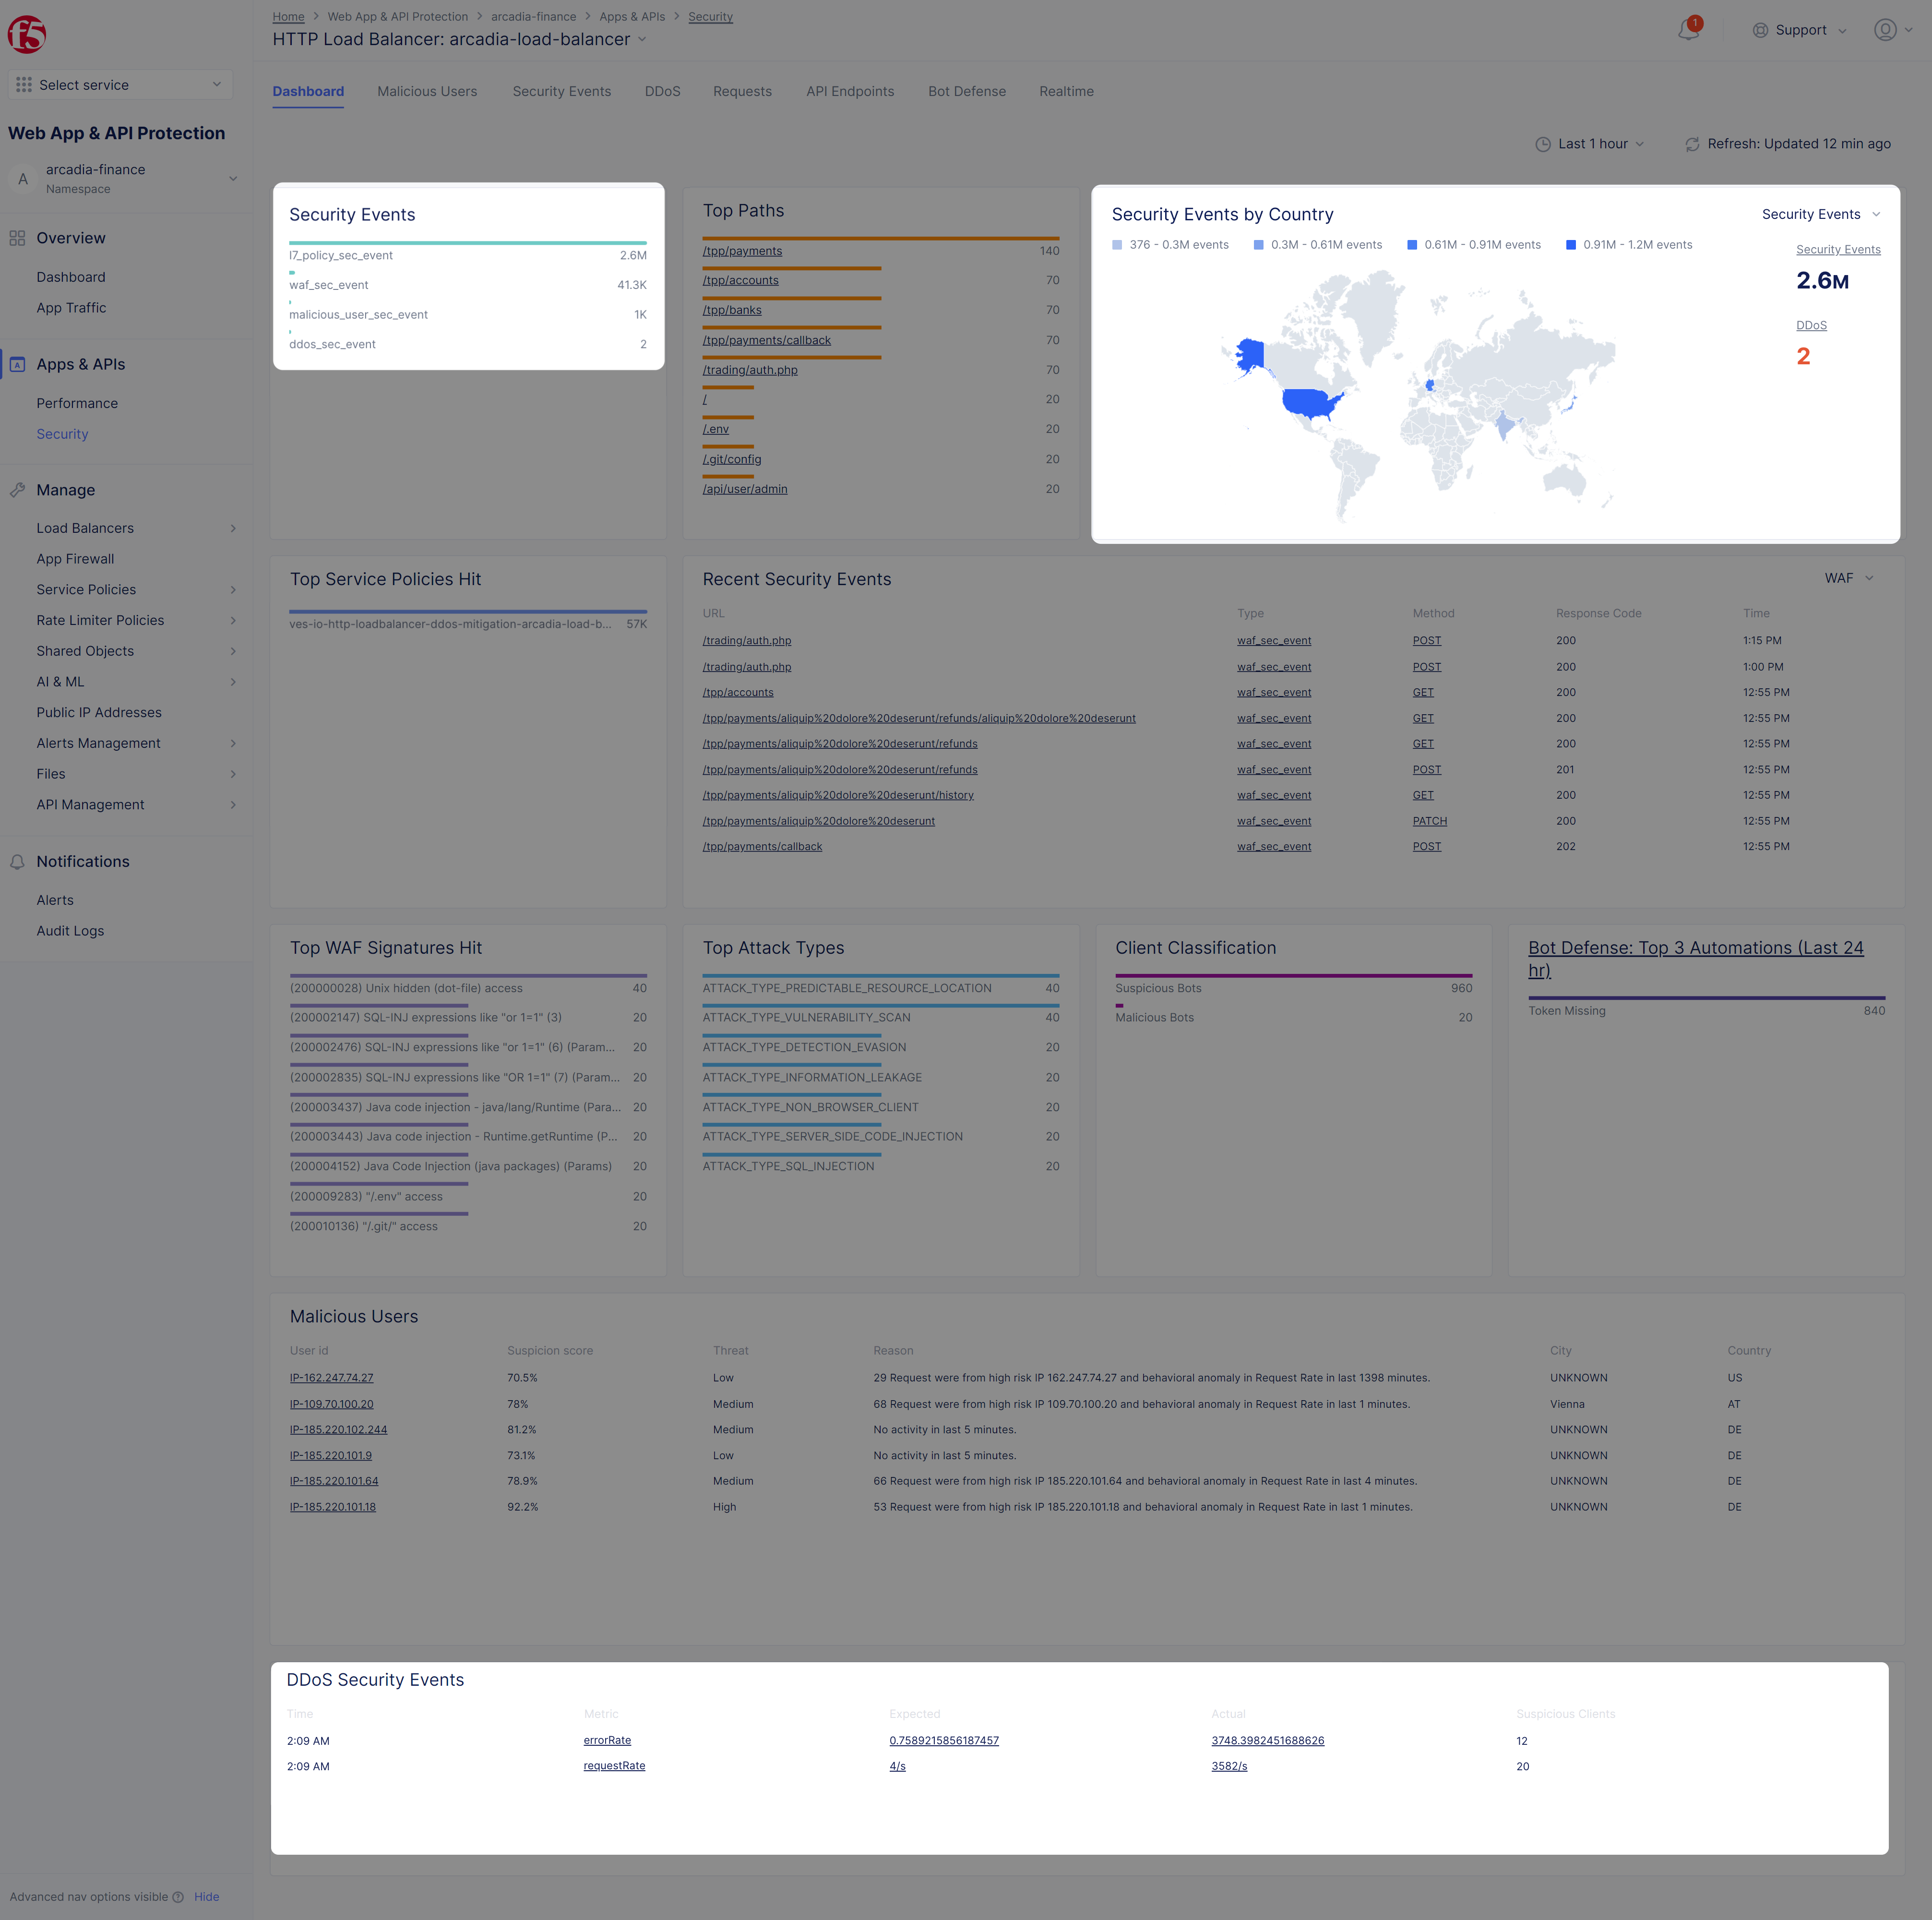 f5
Home > Web App & API Protection > arcadia-finance > Apps & APIs > Security
HTTP Load Balancer: arcadia-load-balancer
1
Support
Select service
Web App & API Protection
A
arcadia-finance
Namespace
Overview
Dashboard
App Traffic
Apps & APIs
Performance
Security
Manage
Load Balancers
App Firewall
Service Policies
Rate Limiter Policies
Shared Objects
AI & ML
Public IP Addresses
Alerts Management
Files
API Management
Notifications
Alerts
Audit Logs
Advanced nav options visible Hide
Dashboard Malicious Users Security Events DDoS Requests API Endpoints Bot Defense Realtime
Last 1 hour
Refresh: Updated 12 min ago
Security Events
l7_policy_sec_event 2.6M
waf_sec_event 41.3K
malicious_user_sec_event 1K
ddos_sec_event 2
Top Paths
/tpp/payments 140
/tpp/accounts 70
/tpp/banks 70
/tpp/payments/callback 70
/trading/auth.php 70
/ 20
/.env 20
/.git/config 20
/api/user/admin 20
Security Events by Country
Security Events
376 - 0.3M events 0.3M - 0.61M events 0.61M - 0.91M events 0.91M - 1.2M events
Security Events
2.6M
DDoS
2
Top Service Policies Hit
ves-io-http-loadbalancer-ddos-mitigation-arcadia-load-b... 57K
Recent Security Events
WAF
URL Type Method Response Code Time
/trading/auth.php waf_sec_event POST 200 1:15 PM
/trading/auth.php waf_sec_event POST 200 1:00 PM
/tpp/accounts waf_sec_event GET 200 12:55 PM
/tpp/payments/aliquip%20dolore%20deserunt/refunds/aliquip%20dolore%20deserunt waf_sec_event GET 200 12:55 PM
/tpp/payments/aliquip%20dolore%20deserunt/refunds waf_sec_event GET 200 12:55 PM
/tpp/payments/aliquip%20dolore%20deserunt/refunds waf_sec_event POST 201 12:55 PM
/tpp/payments/aliquip%20dolore%20deserunt/history waf_sec_event GET 200 12:55 PM
/tpp/payments/aliquip%20dolore%20deserunt waf_sec_event PATCH 200 12:55 PM
/tpp/payments/callback waf_sec_event POST 202 12:55 PM
Top WAF Signatures Hit
(200000028) Unix hidden (dot-file) access 40
(200002147) SQL-INJ expressions like "or 1=1" (3) 20
(200002476) SQL-INJ expressions like "or 1=1" (6) (Param... 20
(200002835) SQL-INJ expressions like "OR 1=1" (7) (Param... 20
(200003437) Java code injection - java/lang/Runtime (Para... 20
(200003443) Java code injection - Runtime.getRuntime (P... 20
(200004152) Java Code Injection (java packages) (Params) 20
(200009283) "/.env" access 20
(200010136) "/.git/" access 20
Top Attack Types
ATTACK_TYPE_PREDICTABLE_RESOURCE_LOCATION 40
ATTACK_TYPE_VULNERABILITY_SCAN 40
ATTACK_TYPE_DETECTION_EVASION 20
ATTACK_TYPE_INFORMATION_LEAKAGE 20
ATTACK_TYPE_NON_BROWSER_CLIENT 20
ATTACK_TYPE_SERVER_SIDE_CODE_INJECTION 20
ATTACK_TYPE_SQL_INJECTION 20
Client Classification
Suspicious Bots 960
Malicious Bots 20
Bot Defense: Top 3 Automations (Last 24
hr)
Token Missing 840
Malicious Users
User id Suspicion score Threat Reason City Country
IP-162.247.74.27 70.5% Low 29 Request were from high risk IP 162.247.74.27 and behavioral anomaly in Request Rate in last 1398 minutes. UNKNOWN US
IP-109.70.100.20 78% Medium 68 Request were from high risk IP 109.70.100.20 and behavioral anomaly in Request Rate in last 1 minutes. Vienna AT
IP-185.220.102.244 81.2% Medium No activity in last 5 minutes. UNKNOWN DE
IP-185.220.101.9 73.1% Low No activity in last 5 minutes. UNKNOWN DE
IP-185.220.101.64 78.9% Medium 66 Request were from high risk IP 185.220.101.64 and behavioral anomaly in Request Rate in last 4 minutes. UNKNOWN DE
IP-185.220.101.18 92.2% High 53 Request were from high risk IP 185.220.101.18 and behavioral anomaly in Request Rate in last 1 minutes. UNKNOWN DE
DDoS Security Events
Time Metric Expected Actual Suspicious Clients
2:09 AM errorRate 0.7589215856187457 3748.3982451688626 12
2:09 AM requestRate 4/s 3582/s 20